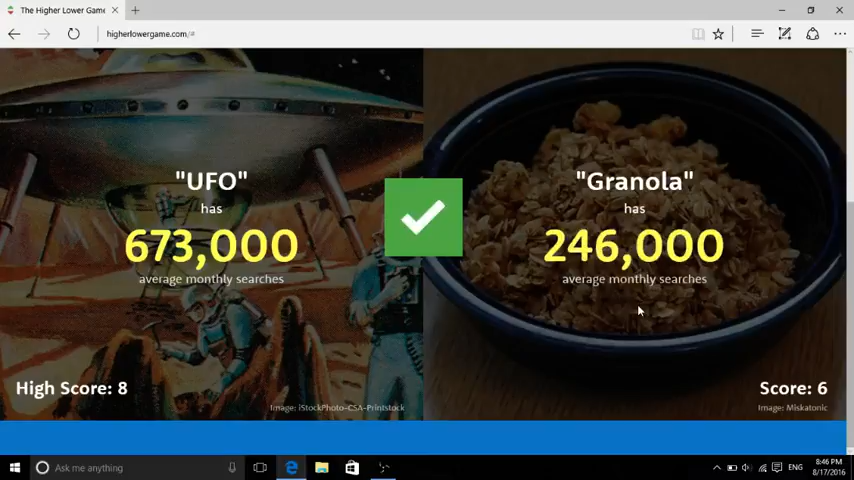 The Higher Lower Game
higherlowergame.com/#
"UFO"
has
673,000
average monthly searches
"Granola"
has
246,000
average monthly searches
High Score: 8
Image: iStockPhoto-CSA-Printstock
Score: 6
Image: Miskatonic
Ask me anything
ENG
8:46 PM
8/17/2016